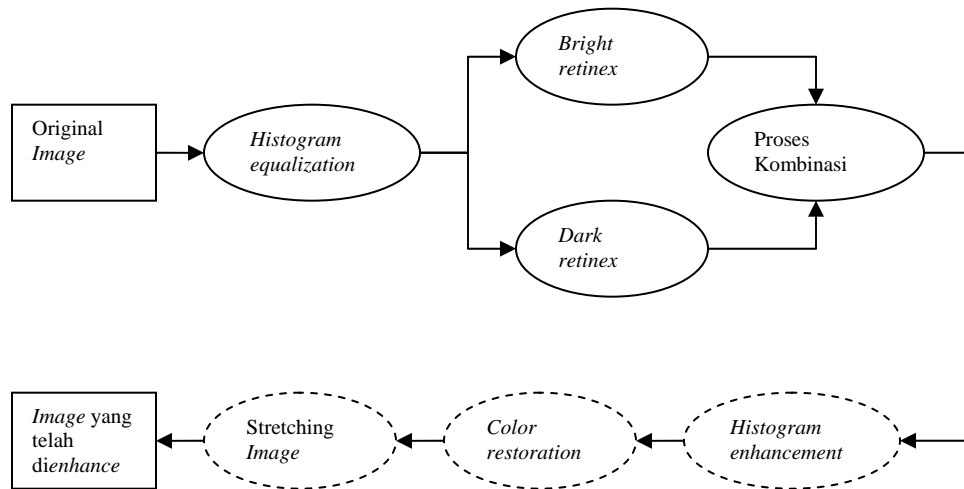 Bright
retinex
Original
Image
Histogram
equalization
Proses
Kombinasi
Dark
retinex
Image yang
telah
dienhance
Stretching
Image
Color
restoration
Histogram
enhancement